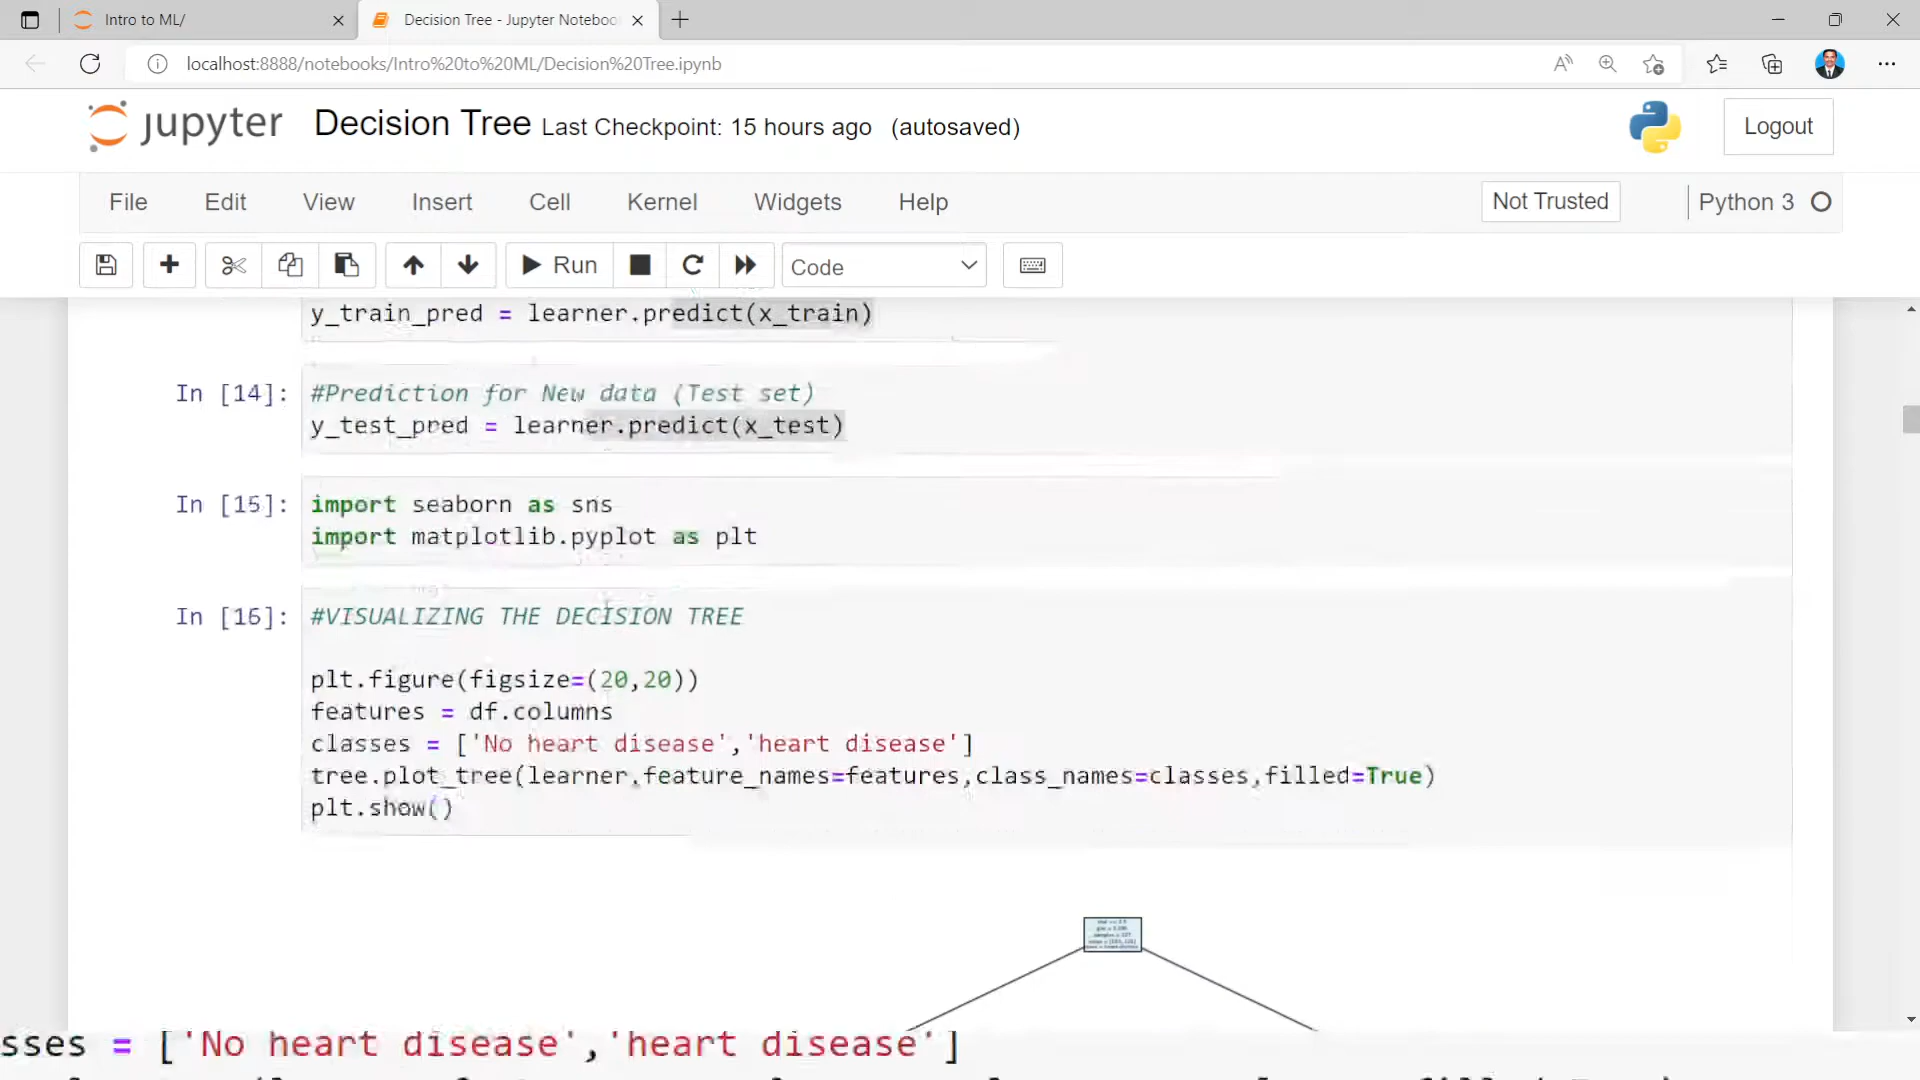 Intro to ML/
Decision Tree - Jupyter Noteboo
localhost:8888/notebooks/Intro%20to%20ML/Decision%20Tree.ipynb
jupyter Decision Tree Last Checkpoint: 15 hours ago (autosaved)
Logout
File Edit View Insert Cell Kernel Widgets Help Not Trusted Python 3
Run Code
y_train_pred = learner.predict(x_train)
In [14]: #Prediction for New data (Test set)
y_test_pred = learner.predict(x_test)
In [15]: import seaborn as sns
import matplotlib.pyplot as plt
In [16]: #VISUALIZING THE DECISION TREE
plt.figure(figsize=(20,20))
features = df.columns
classes = ['No heart disease','heart disease']
tree.plot_tree(learner,feature_names=features,class_names=classes,filled=True)
plt.show()
sses = ['No heart disease','heart disease']